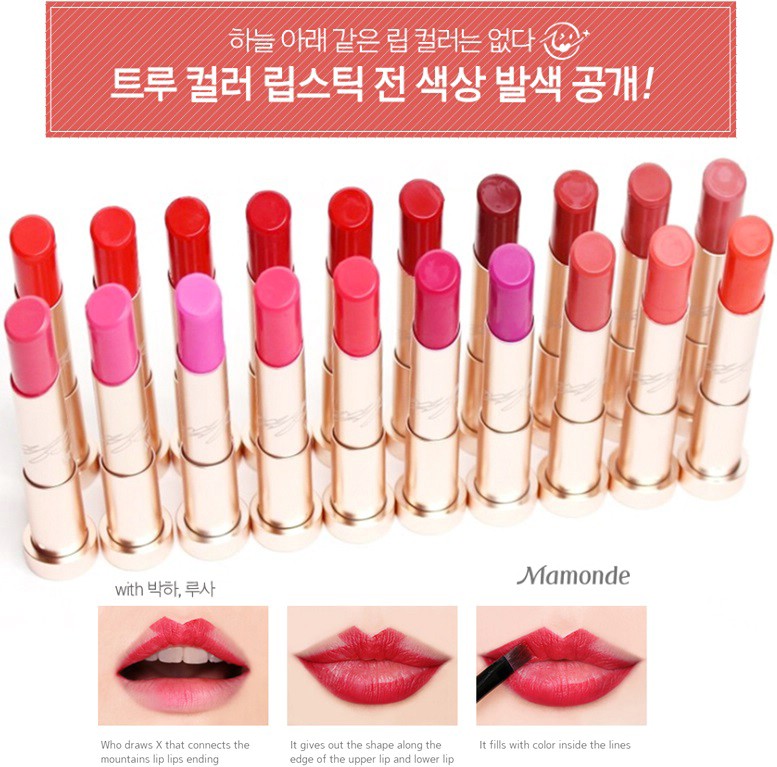 하늘 아래 같은 립 컬러는 없다
트루 컬러 립스틱 전 색상 발색 공개!
with 박하, 루사
Mamonde
Who draws X that connects the
mountains lip lips ending
It gives out the shape along the
edge of the upper lip and lower lip
It fills with color inside the lines